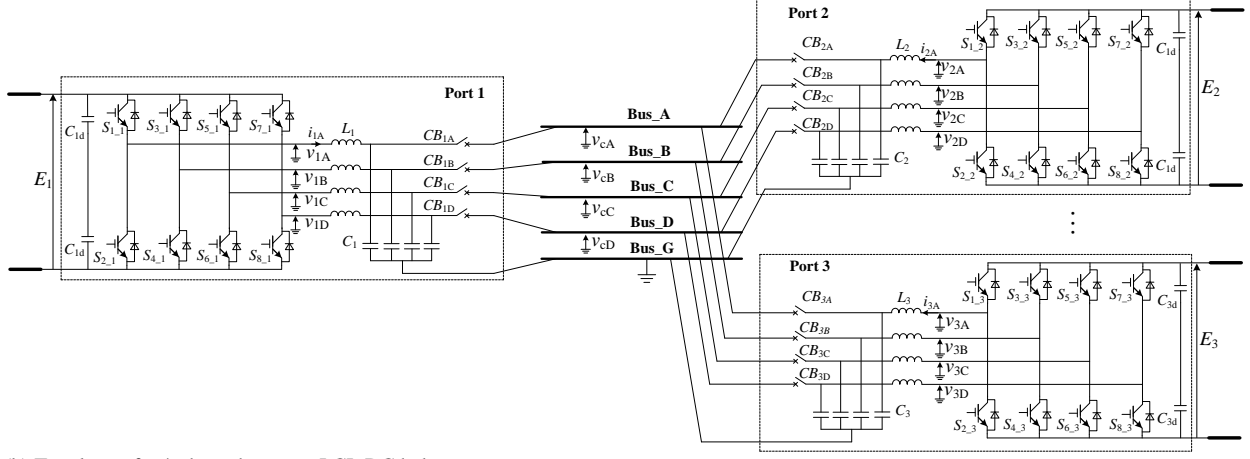 Port 1
E1
C1d
C1d
S1_1
S3_1
S5_1
S7_1
S2_1
S4_1
S6_1
S8_1
i1A
L1
v1A
v1B
v1C
v1D
C1
CB1A
CB1B
CB1C
CB1D
Bus_A
vcA
Bus_B
vcB
Bus_C
vcC
Bus_D
vcD
Bus_G
Port 2
CB2A
CB2B
CB2C
CB2D
L2
i2A
v2A
v2B
v2C
v2D
C2
S1_2
S3_2
S5_2
S7_2
S2_2
S4_2
S6_2
S8_2
C1d
C1d
E2
Port 3
CB3A
CB3B
CB3C
CB3D
L3
i3A
v3A
v3B
v3C
v3D
C3
S1_3
S3_3
S5_3
S7_3
S2_3
S4_3
S6_3
S8_3
C3d
C3d
E3